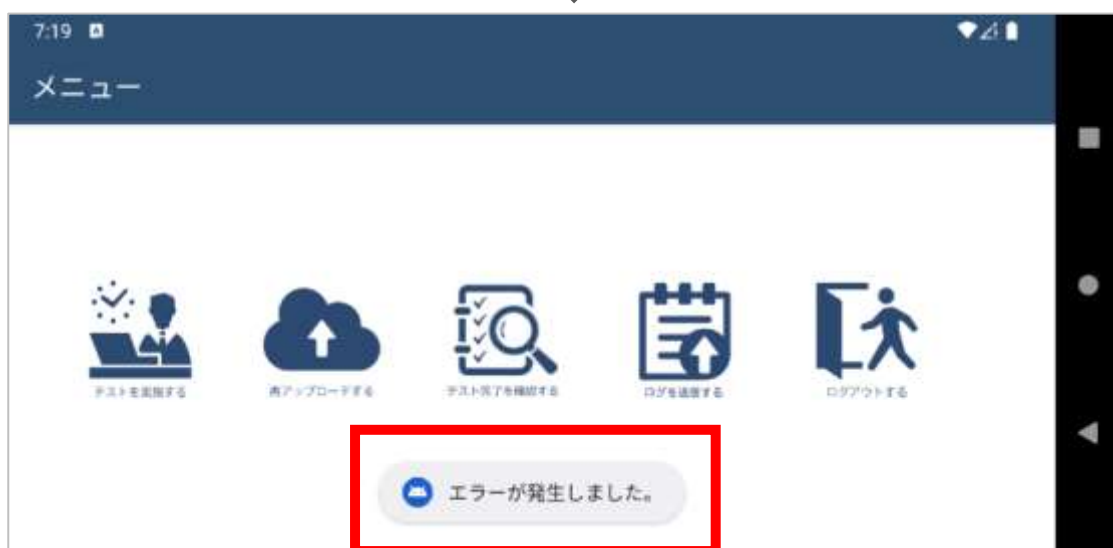 7:19
メニュー
テストを実施する
再アップロードする
テスト完了を確認する
ログを送信する
ログアウトする
エラーが発生しました。